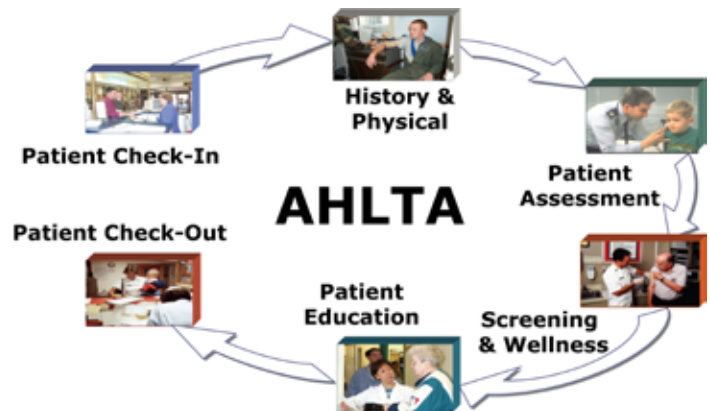 History &
Physical
Patient Check-In
Patient
Assessment
AHLTA
Patient Check-Out
Patient
Education
Screening
& Wellness